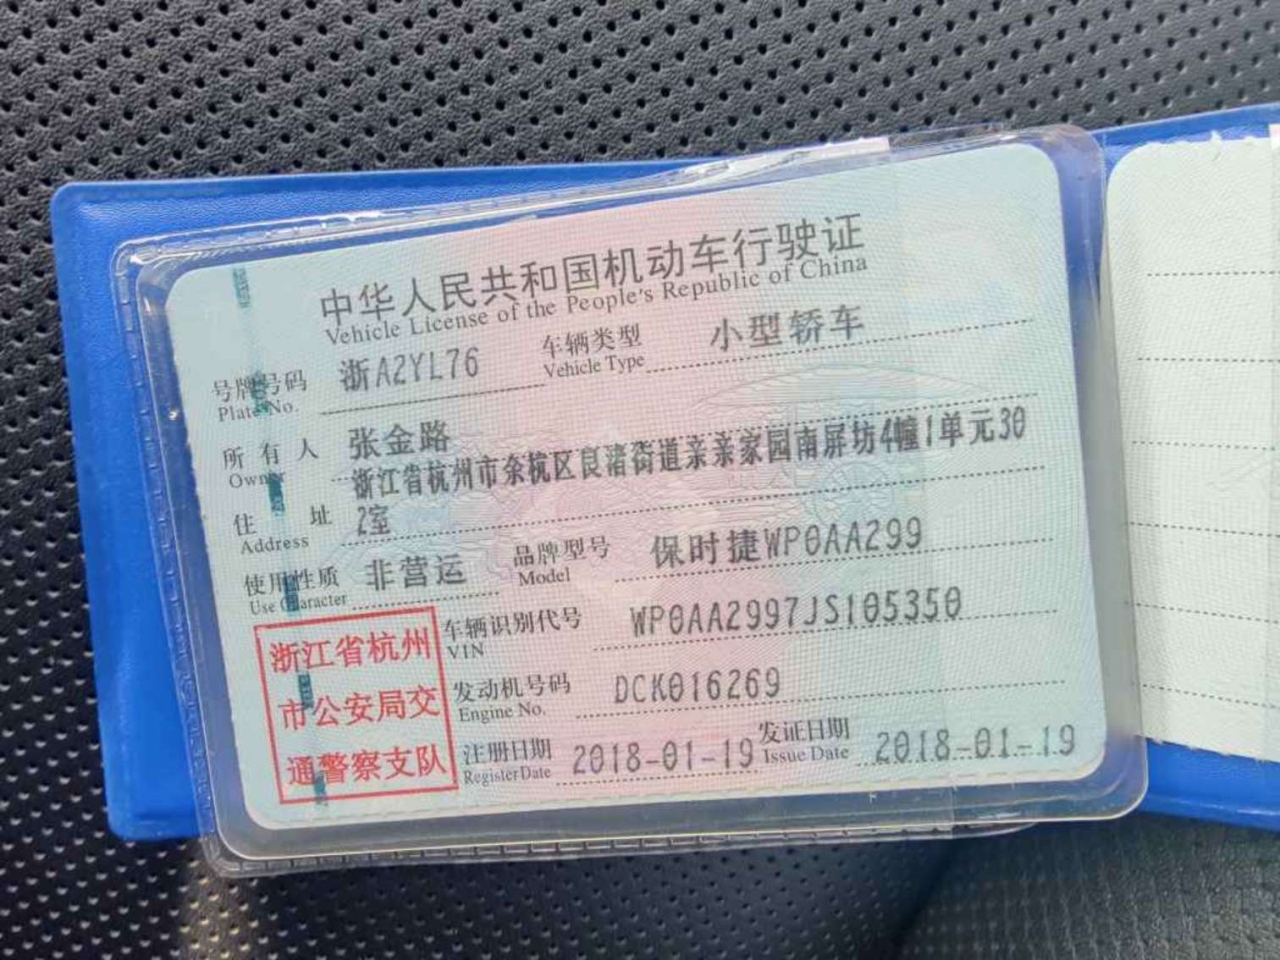 中华人民共和国机动车行驶证
Vehicle License of the People's Republic of China
号牌号码 浙A2YL76 车辆类型 小型轿车
Plate No. Vehicle Type
所有人 张金路
Owner
住址 浙江省杭州市余杭区良渚街道亲亲家园南屏坊4幢1单元30
Address 2室
使用性质 非营运 品牌型号 保时捷WP0AA299
Use Character Model
浙江省杭州
市公安局交
通警察支队
车辆识别代号 WP0AA2997JS105350
VIN
发动机号码 DCK016269
Engine No.
注册日期 2018-01-19 发证日期 2018-01-19
Register Date Issue Date